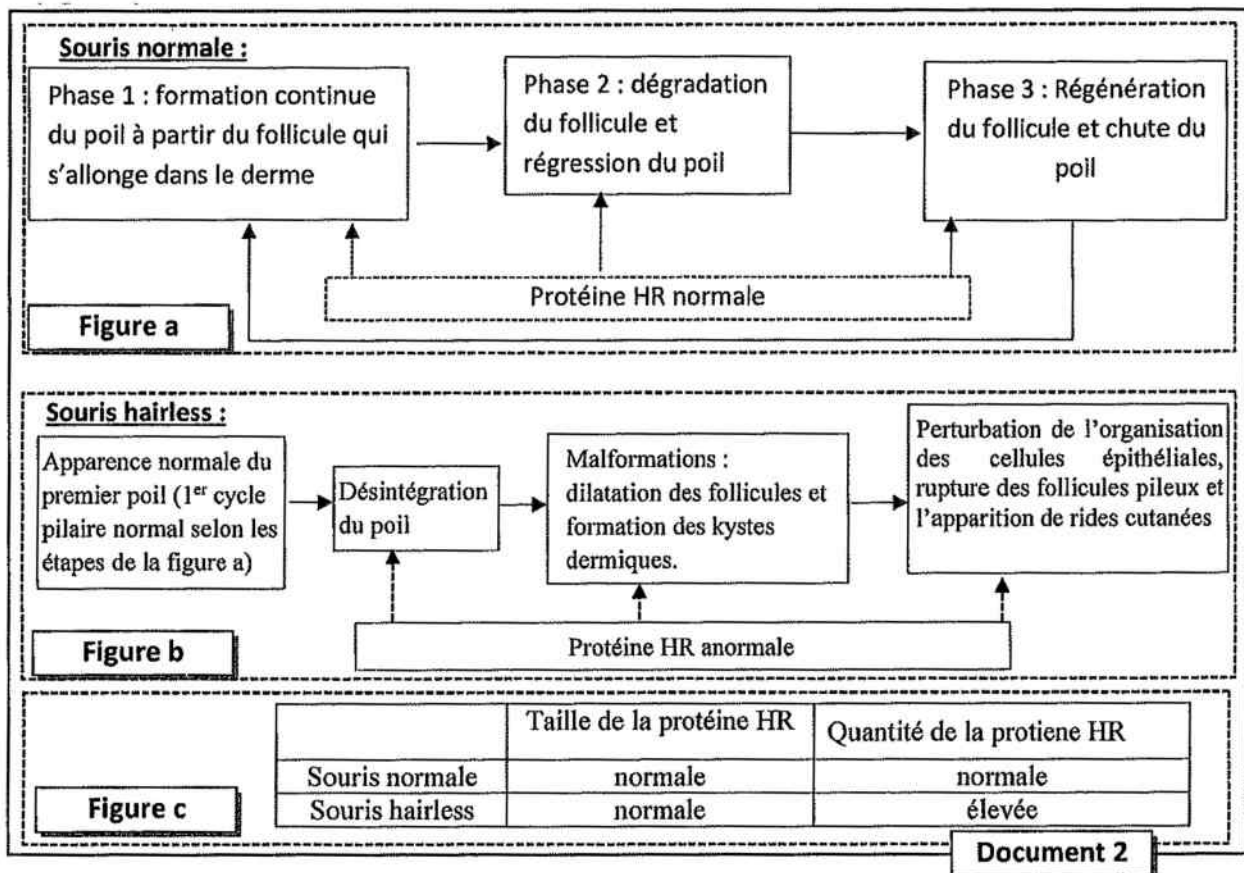 Souris normale :
Phase 1 : formation continue
du poil à partir du follicule qui
s'allonge dans le derme
Phase 2 : dégradation
du follicule et
régression du poil
Phase 3 : Régénération
du follicule et chute du
poil
Protéine HR normale
Figure a
Souris hairless :
Apparence normale du
premier poil (1er cycle
pilaire normal selon les
étapes de la figure a)
Désintégration
du poil
Malformations :
dilatation des follicules et
formation des kystes
dermiques.
Perturbation de l'organisation
des cellules épithéliales,
rupture des follicules pileux et
l'apparition de rides cutanées
Protéine HR anormale
Figure b
Taille de la protéine HR
Quantité de la protiene HR
Souris normale
normale
normale
Souris hairless
normale
élevée
Figure c
Document 2